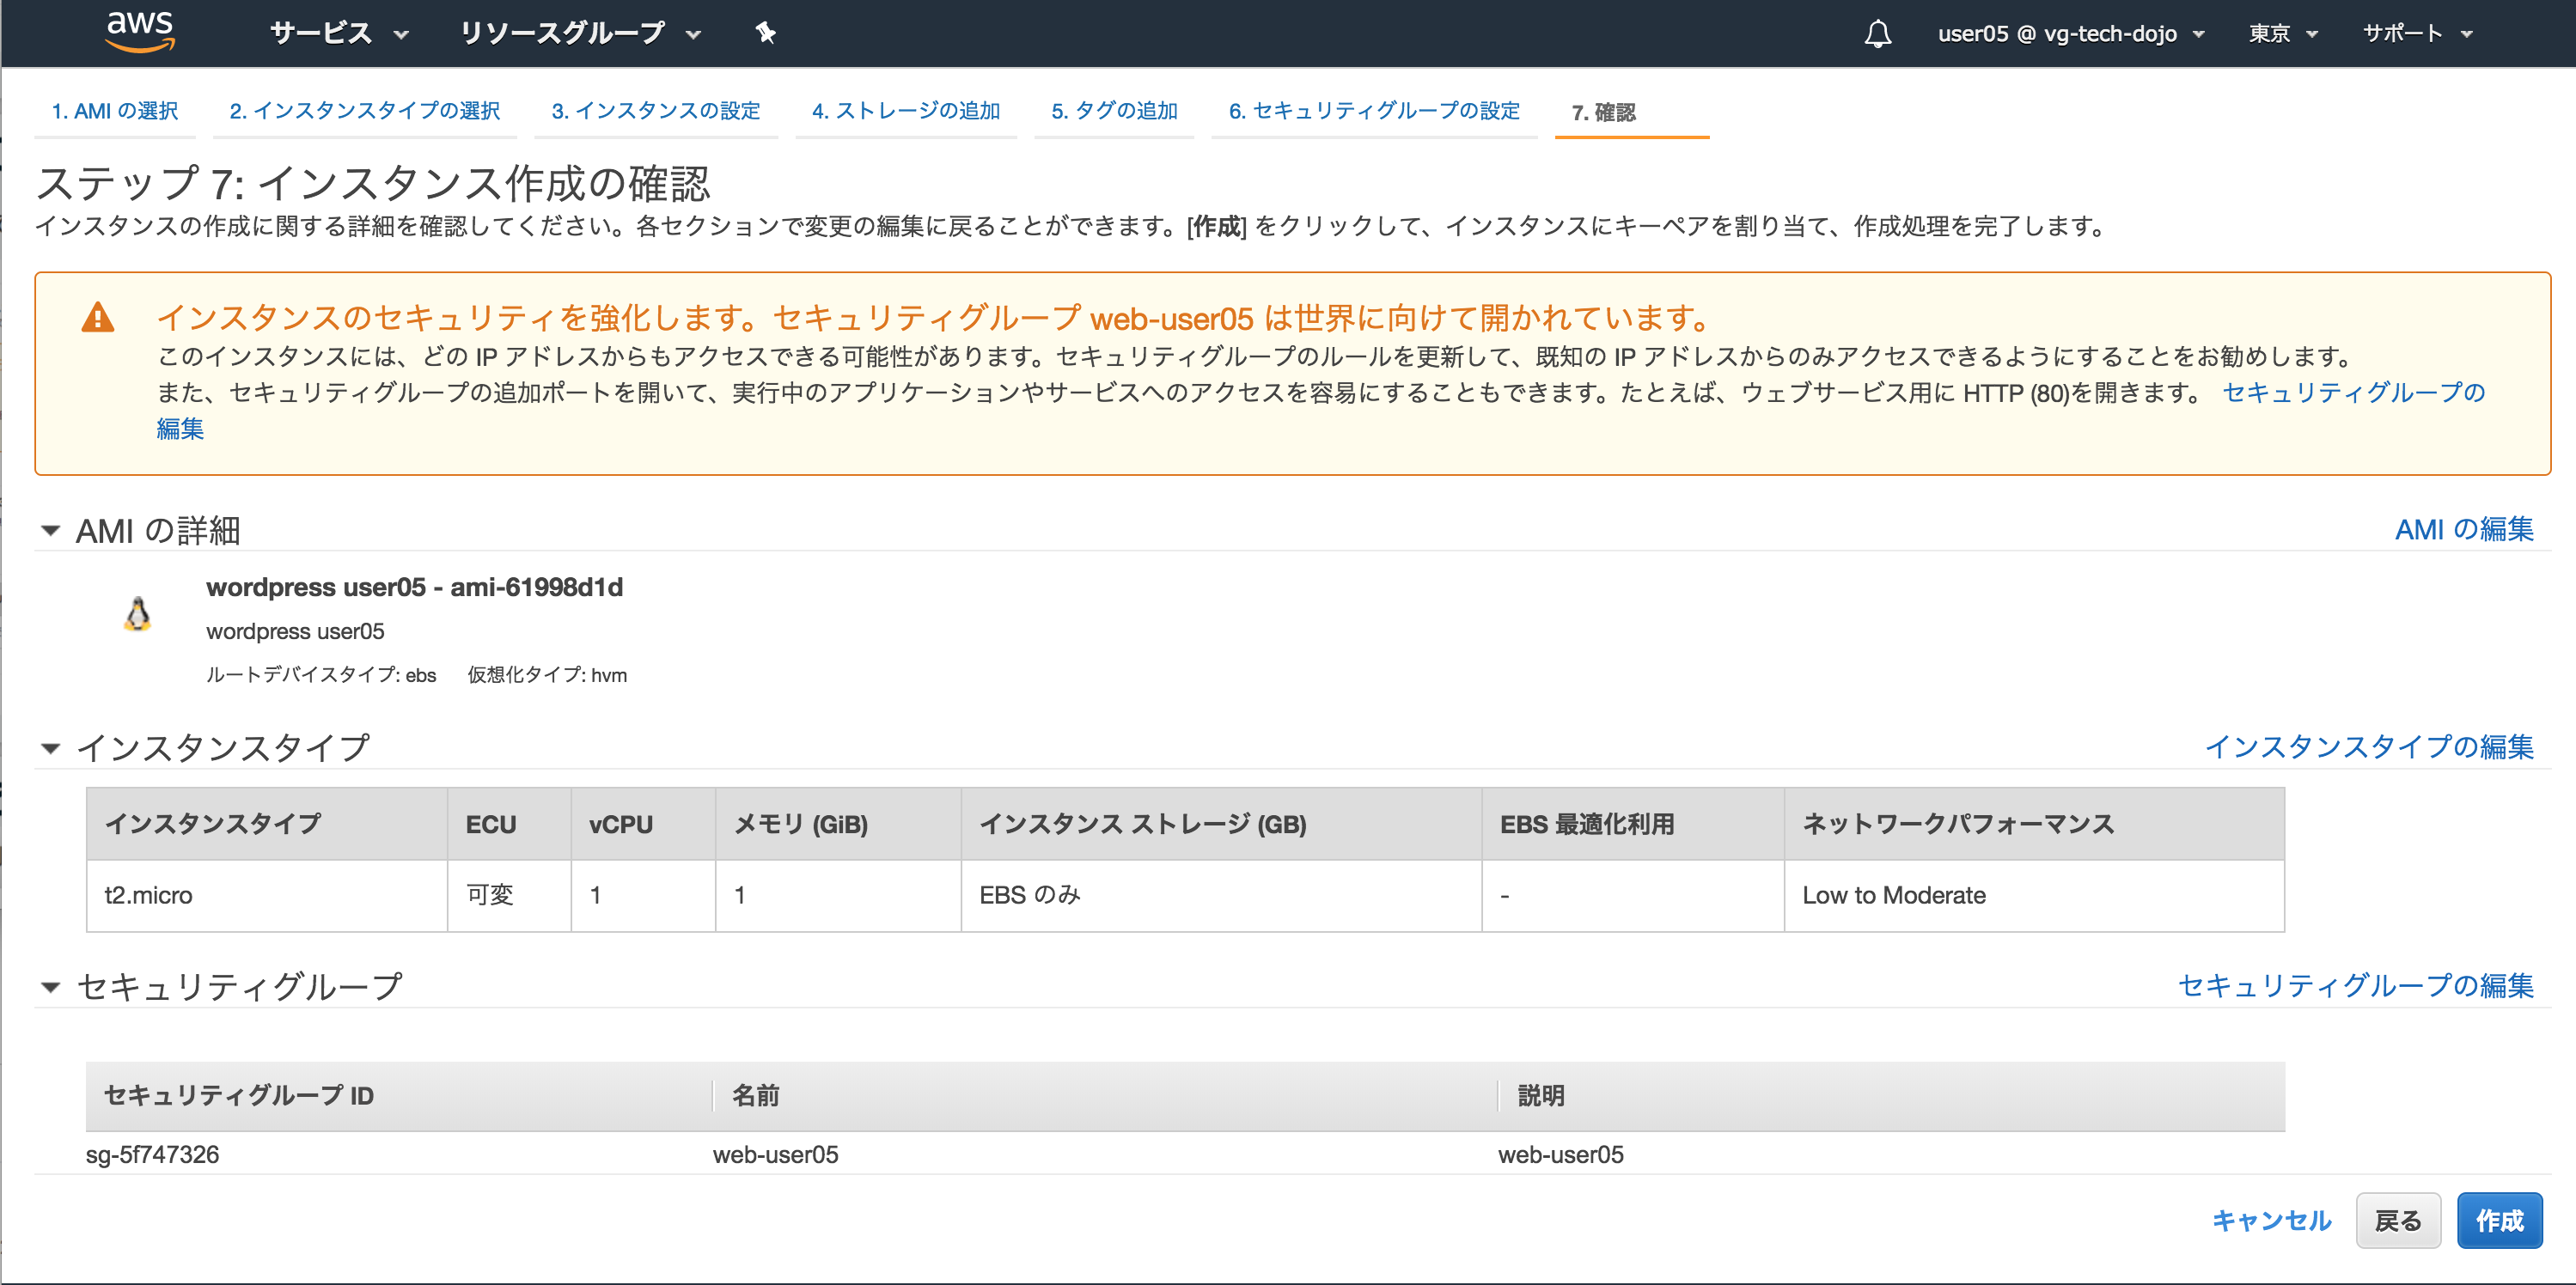 aws サービス リソースグループ user05 @ vg-tech-dojo 東京 サポート
1. AMI の選択 2. インスタンスタイプの選択 3. インスタンスの設定 4. ストレージの追加 5. タグの追加 6. セキュリティグループの設定 7. 確認
ステップ 7: インスタンス作成の確認
インスタンスの作成に関する詳細を確認してください。各セクションで変更の編集に戻ることができます。[作成] をクリックして、インスタンスにキーペアを割り当て、作成処理を完了します。
インスタンスのセキュリティを強化します。セキュリティグループ web-user05 は世界に向けて開かれています。
このインスタンスには、どの IP アドレスからもアクセスできる可能性があります。セキュリティグループのルールを更新して、既知の IP アドレスからのみアクセスできるようにすることをお勧めします。
また、セキュリティグループの追加ポートを開いて、実行中のアプリケーションやサービスへのアクセスを容易にすることもできます。たとえば、ウェブサービス用に HTTP (80)を開きます。 セキュリティグループの
編集
AMI の詳細 AMI の編集
wordpress user05 - ami-61998d1d
wordpress user05
ルートデバイスタイプ: ebs 仮想化タイプ: hvm
インスタンスタイプ インスタンスタイプの編集
インスタンスタイプ ECU vCPU メモリ (GiB) インスタンス ストレージ (GB) EBS 最適化利用 ネットワークパフォーマンス
t2.micro 可変 1 1 EBS のみ - Low to Moderate
セキュリティグループ セキュリティグループの編集
セキュリティグループ ID 名前 説明
sg-5f747326 web-user05 web-user05
キャンセル 戻る 作成